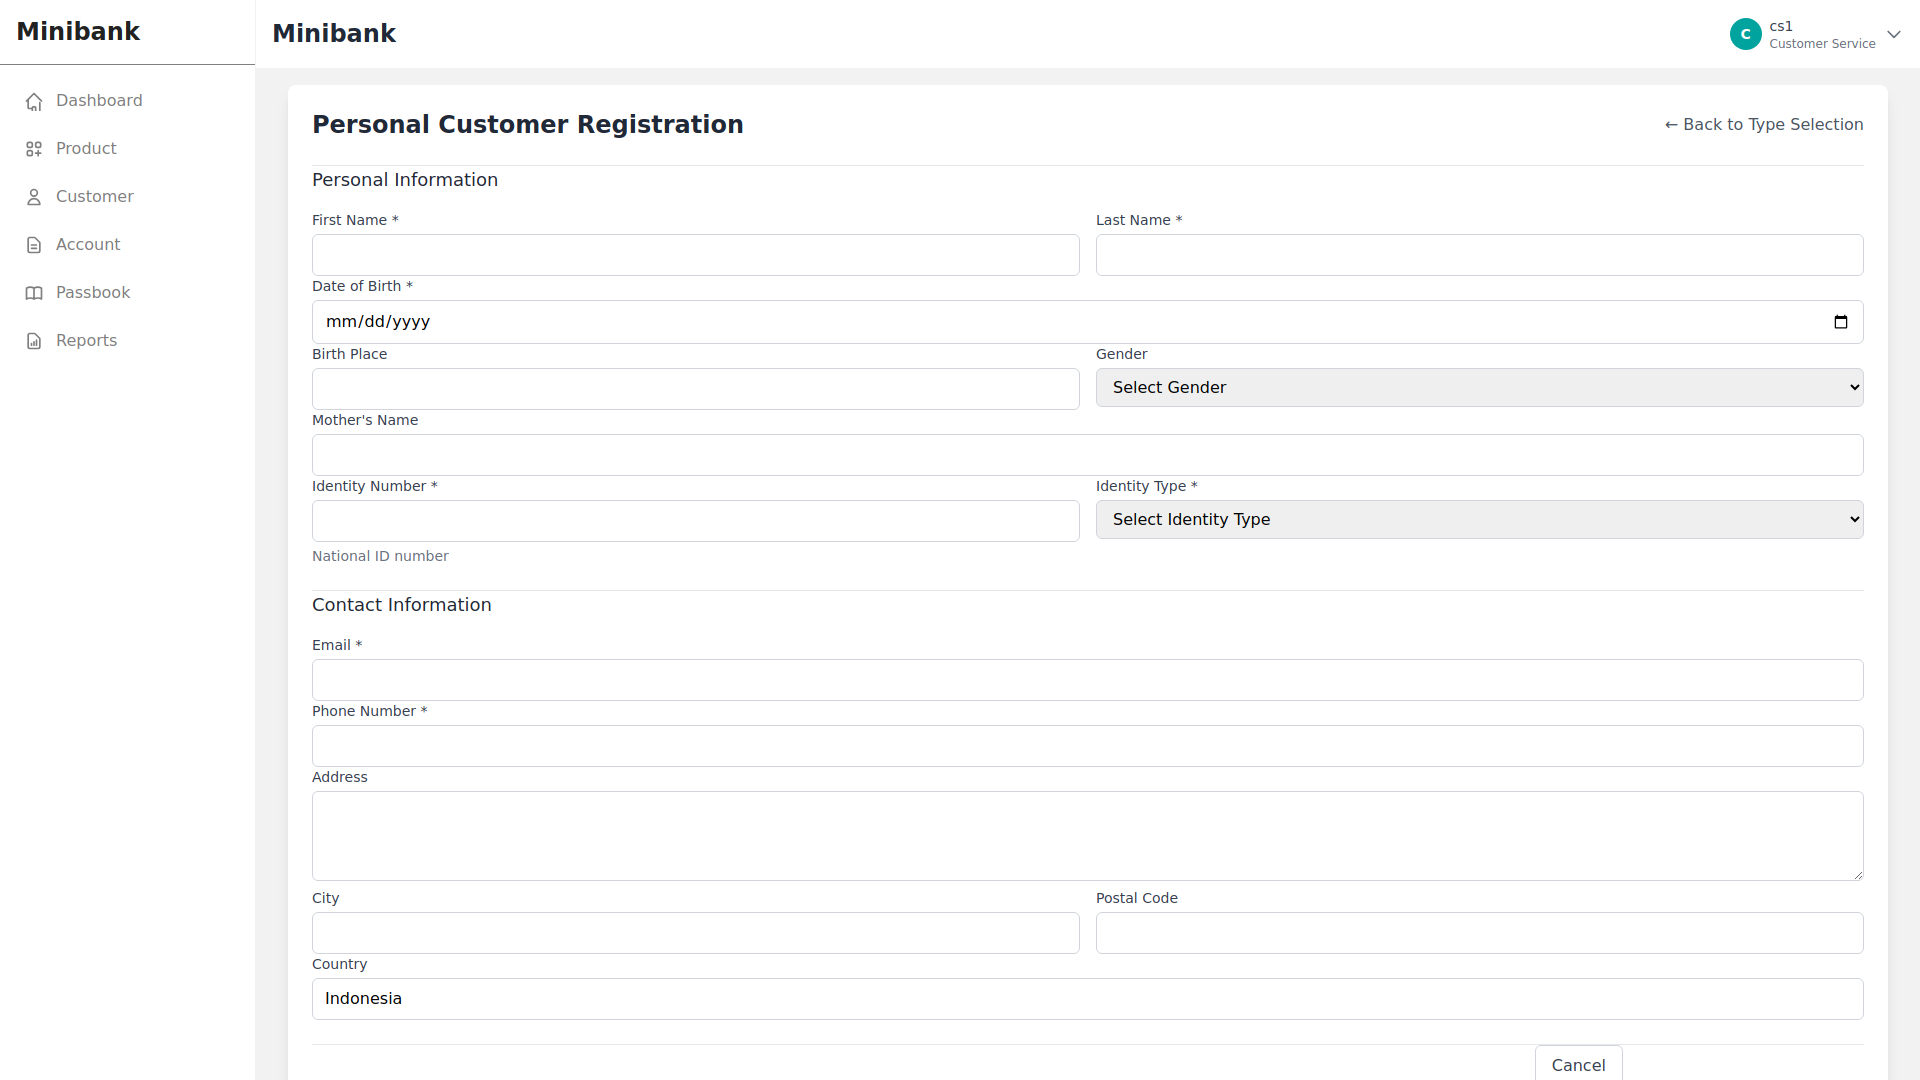 Minibank
Minibank
C
cs1
Customer Service
Dashboard
Product
Customer
Account
Passbook
Reports
Personal Customer Registration
← Back to Type Selection
Personal Information
First Name *
Last Name *
Date of Birth *
mm/dd/yyyy
Birth Place
Gender
Select Gender
Mother's Name
Identity Number *
Identity Type *
Select Identity Type
National ID number
Contact Information
Email *
Phone Number *
Address
City
Postal Code
Country
Indonesia
Cancel